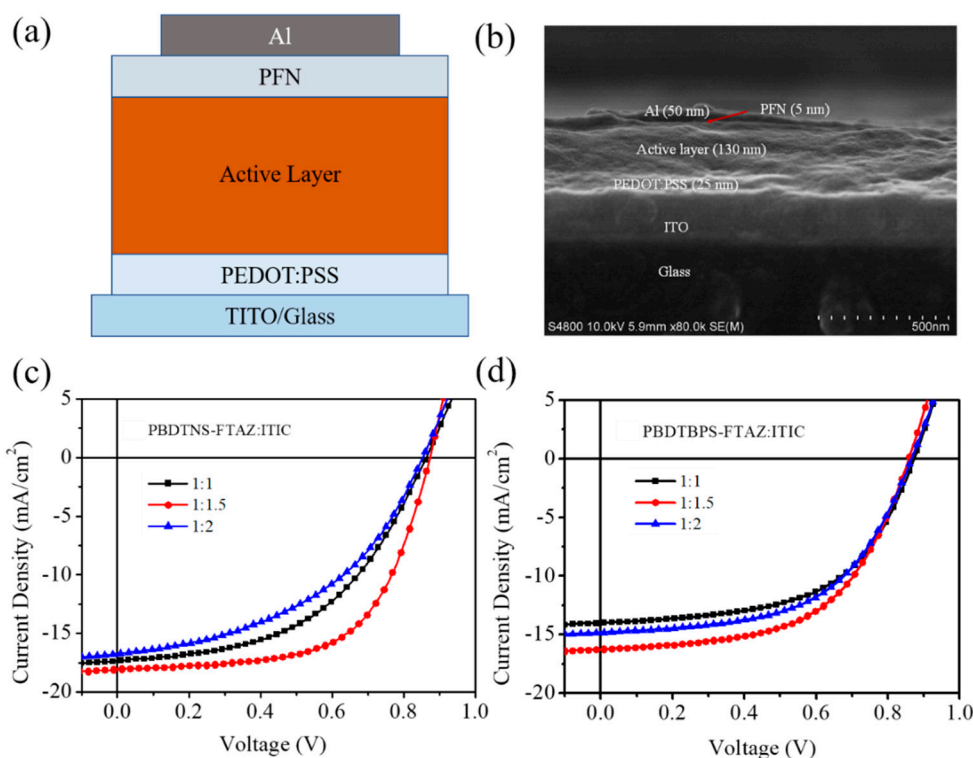 (a)
Al
PFN
Active Layer
PEDOT:PSS
TITO/Glass
(b)
Al (50 nm)
PFN (5 nm)
Active layer (130 nm)
PEDOT:PSS (25 nm)
ITO
Glass
S4800 10.0kV 5.9mm x80.0k SE(M)
500nm
(c)
PBDTNS-FTAZ:ITIC
1:1
1:1.5
1:2
5
0
-5
-10
-15
-20
0.0 0.2 0.4 0.6 0.8 1.0
Current Density (mA/cm²)
Voltage (V)
(d)
PBDTBPS-FTAZ:ITIC
1:1
1:1.5
1:2
5
0
-5
-10
-15
-20
0.0 0.2 0.4 0.6 0.8 1.0
Current Density (mA/cm²)
Voltage (V)